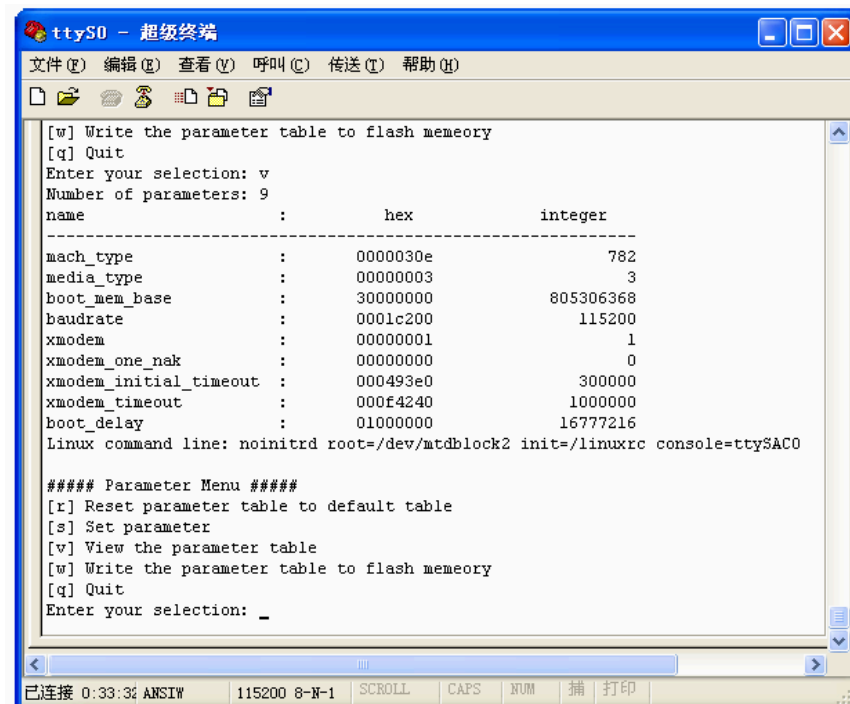 ttyS0 - 超级终端
文件(F) 编辑(E) 查看(V) 呼叫(C) 传送(T) 帮助(H)
[w] Write the parameter table to flash memeory
[q] Quit
Enter your selection: v
Number of parameters: 9
name : hex integer
--------------------------------------------------------------
mach_type : 0000030e 782
media_type : 00000003 3
boot_mem_base : 30000000 805306368
baudrate : 0001c200 115200
xmodem : 00000001 1
xmodem_one_nak : 00000000 0
xmodem_initial_timeout : 000493e0 300000
xmodem_timeout : 000f4240 1000000
boot_delay : 01000000 16777216
Linux command line: noinitrd root=/dev/mtdblock2 init=/linuxrc console=ttySAC0
##### Parameter Menu #####
[r] Reset parameter table to default table
[s] Set parameter
[v] View the parameter table
[w] Write the parameter table to flash memeory
[q] Quit
Enter your selection: _
已连接 0:33:32 ANSIW 115200 8-N-1 SCROLL CAPS NUM 捕 打印